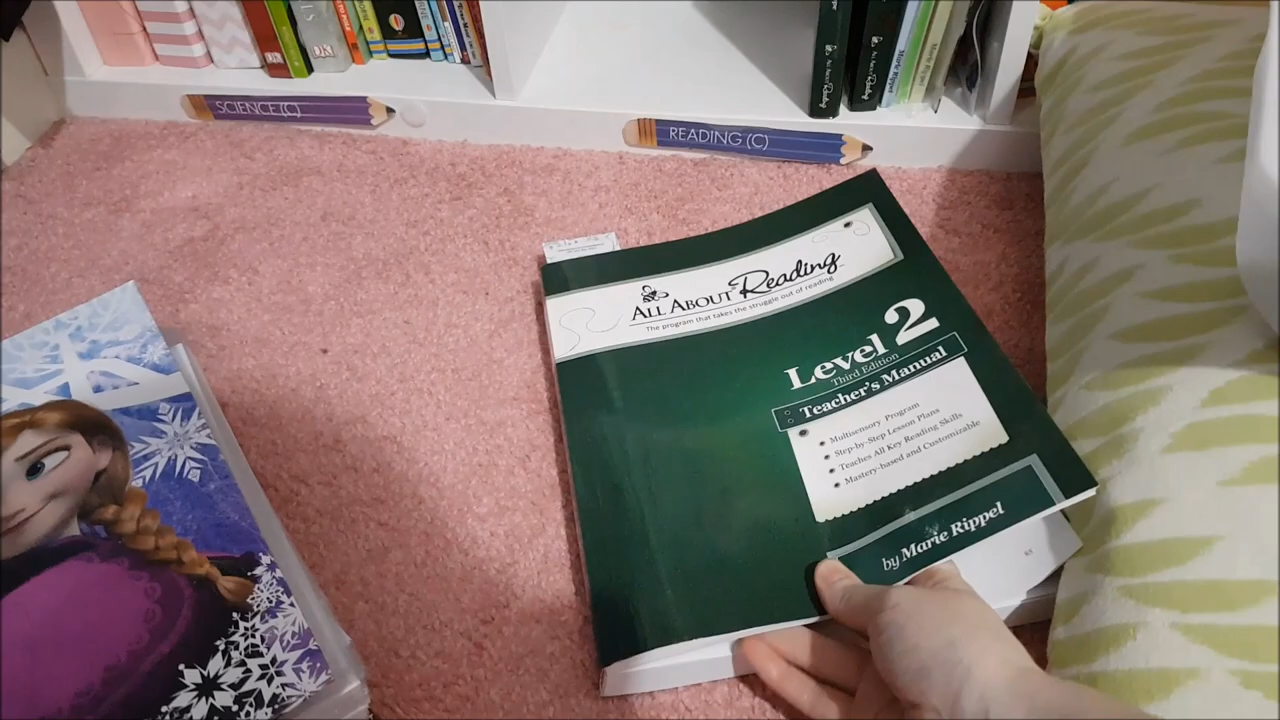 DK
DK
SCIENCE (C)
READING (C)
All About Reading
Marie Rippel
All About Reading
The program that takes the struggle out of reading
Level 2
Third Edition
Teacher's Manual
Multisensory Program
Step-by-Step Lesson Plans
Teaches All Key Reading Skills
Mastery-based and Customizable
by Marie Rippel